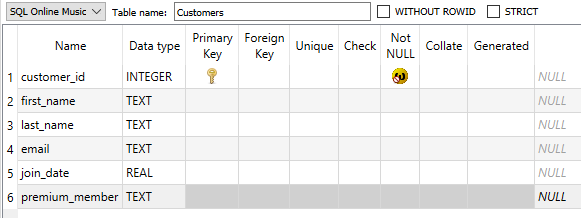 SQL Online Music Table name: Customers WITHOUT ROWID STRICT
Name Data type Primary Key Foreign Key Unique Check Not NULL Collate Generated
1 customer_id INTEGER NULL
2 first_name TEXT NULL
3 last_name TEXT NULL
4 email TEXT NULL
5 join_date REAL NULL
6 premium_member TEXT NULL